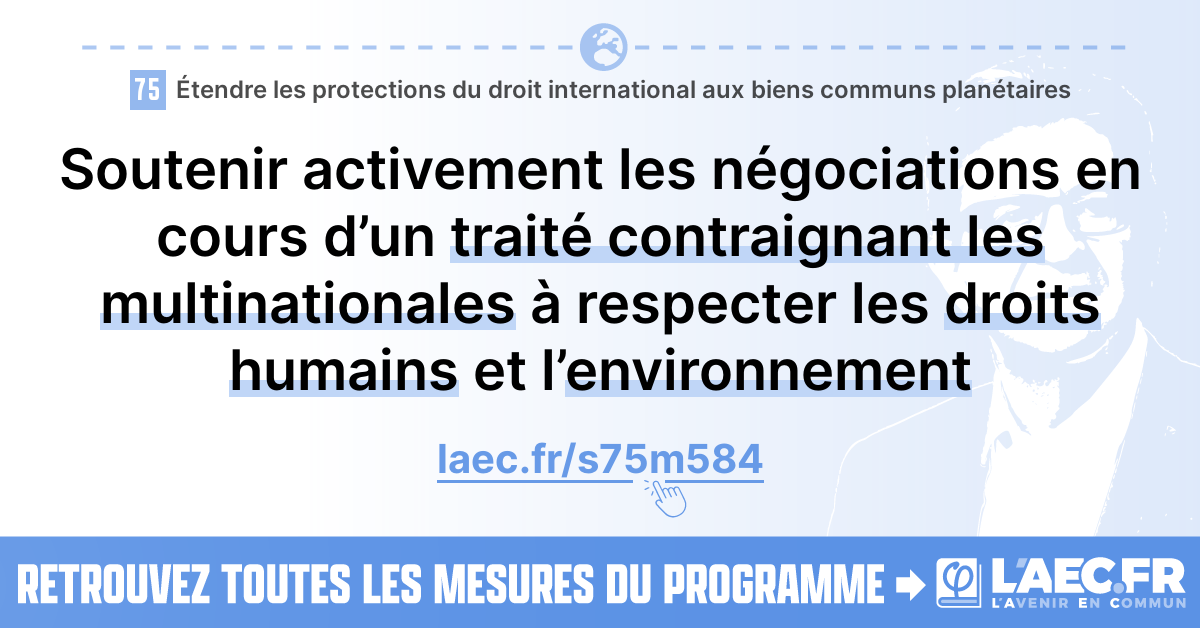 75 Étendre les protections du droit international aux biens communs planétaires
Soutenir activement les négociations en
cours d’un traité contraignant les
multinationales à respecter les droits
humains et l’environnement
laec.fr/s75m584
RETROUVEZ TOUTES LES MESURES DU PROGRAMME
L'AEC.FR
L'AVENIR EN COMMUN